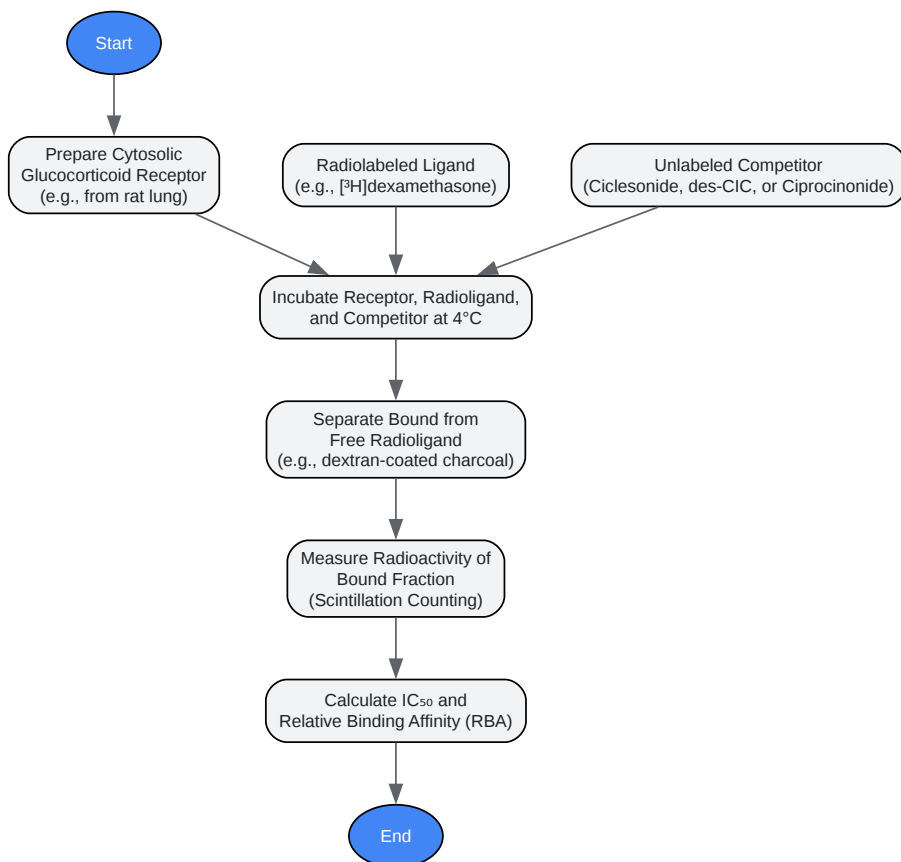 Start
Prepare Cytosolic
Glucocorticoid Receptor
(e.g., from rat lung)
Radiolabeled Ligand
(e.g., [³H]dexamethasone)
Unlabeled Competitor
(Ciclesonide, des-CIC, or Ciprocinonide)
Incubate Receptor, Radioligand,
and Competitor at 4°C
Separate Bound from
Free Radioligand
(e.g., dextran-coated charcoal)
Measure Radioactivity of
Bound Fraction
(Scintillation Counting)
Calculate IC₅₀ and
Relative Binding Affinity (RBA)
End